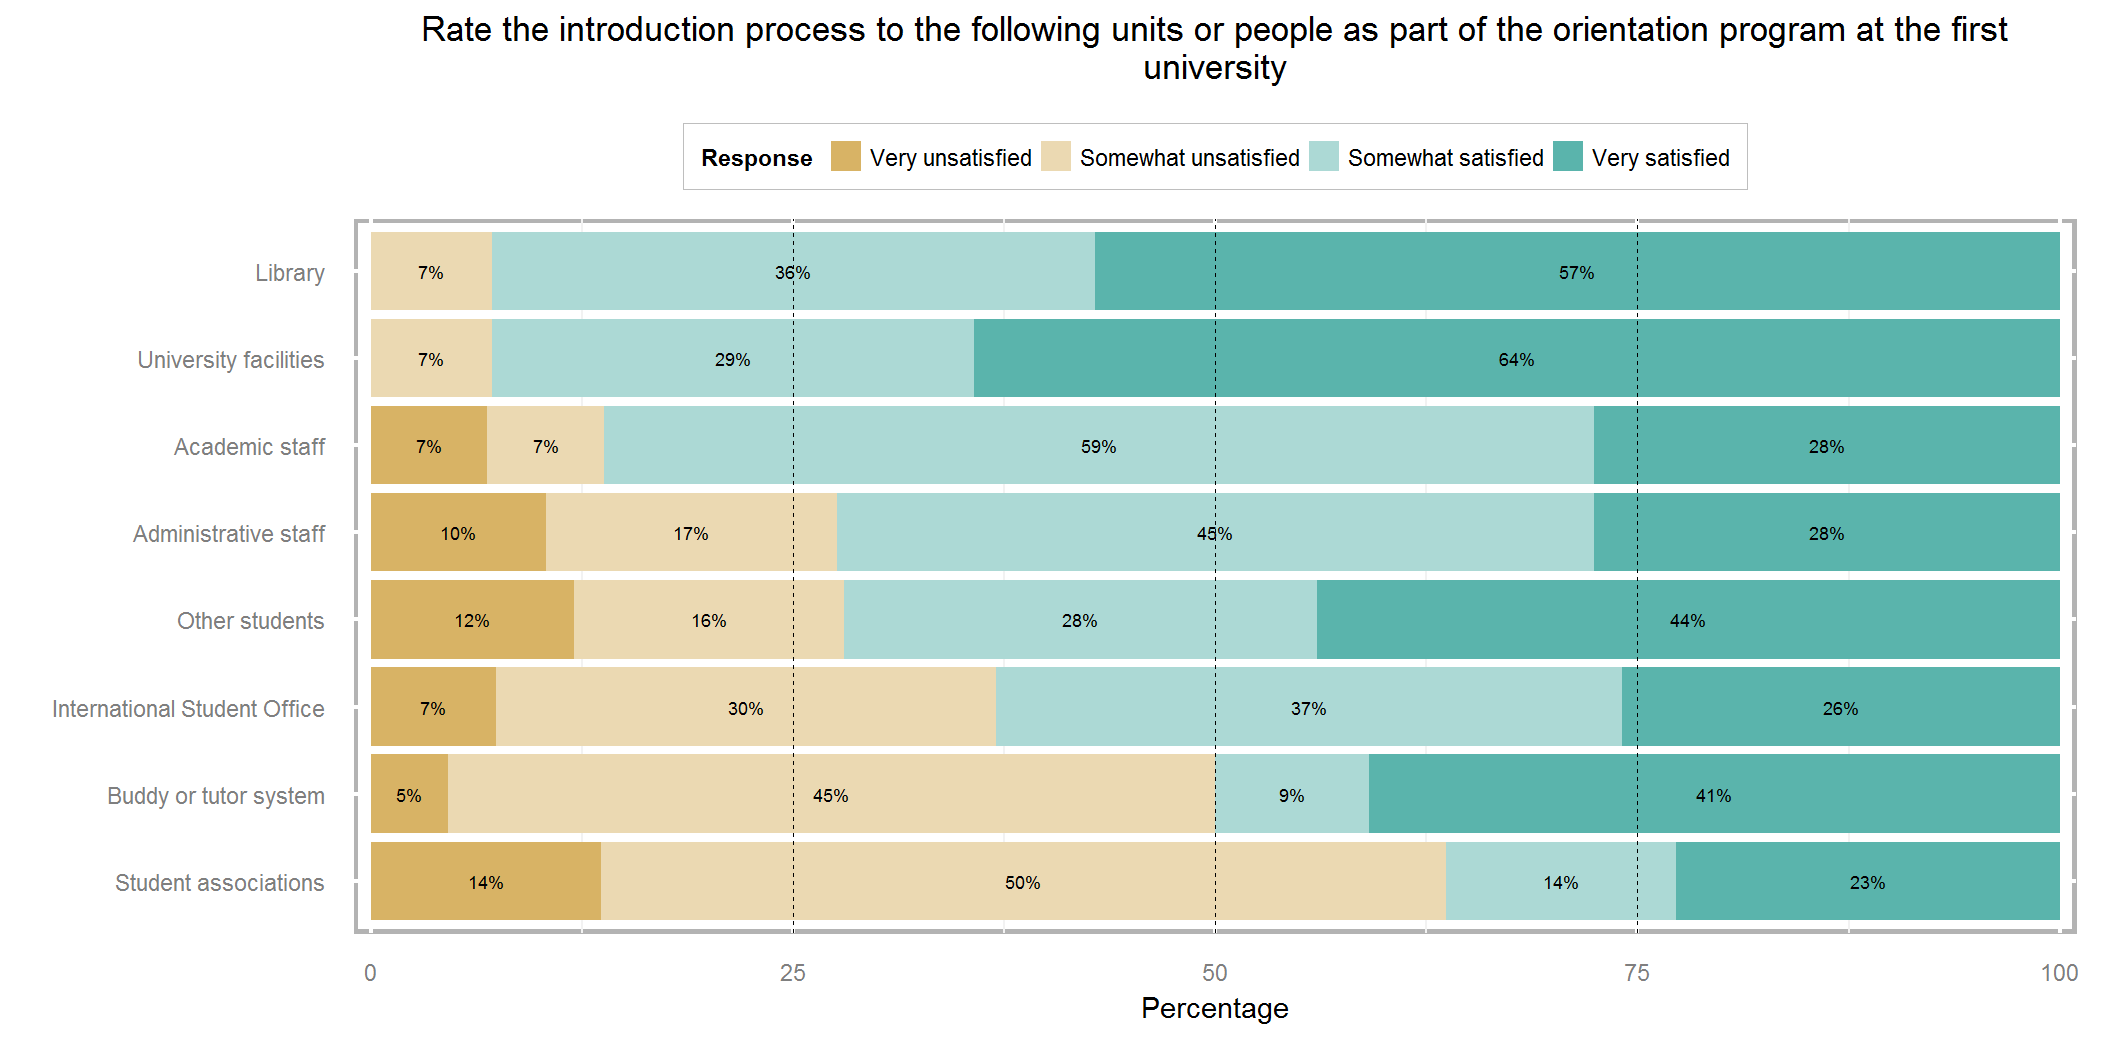 Rate the introduction process to the following units or people as part of the orientation program at the first
university
Response Very unsatisfied Somewhat unsatisfied Somewhat satisfied Very satisfied
Library 7% 36% 57%
University facilities 7% 29% 64%
Academic staff 7% 7% 59% 28%
Administrative staff 10% 17% 45% 28%
Other students 12% 16% 28% 44%
International Student Office 7% 30% 37% 26%
Buddy or tutor system 5% 45% 9% 41%
Student associations 14% 50% 14% 23%
0 25 50 75 100
Percentage